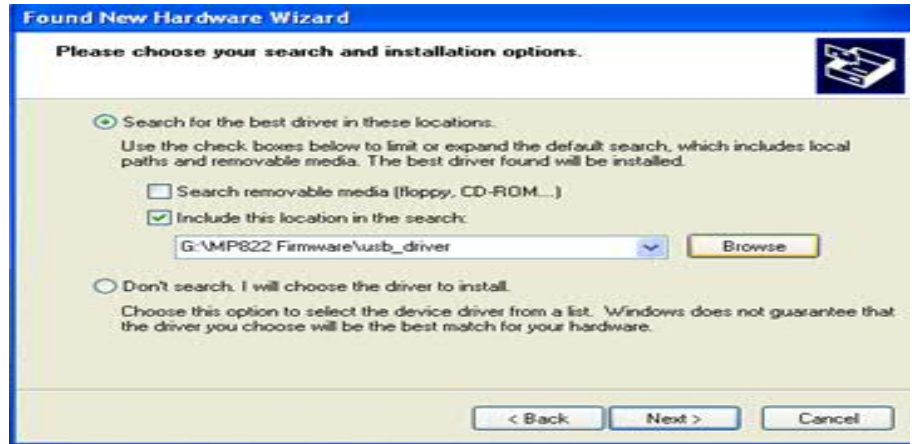 Found New Hardware Wizard
Please choose your search and installation options.
Search for the best driver in these locations.
Use the check boxes below to limit or expand the default search, which includes local
paths and removable media. The best driver found will be installed.
Search removable media (floppy, CD-ROM...)
Include this location in the search:
G:\MP822 Firmware\usb_driver
Browse
Don't search. I will choose the driver to install.
Choose this option to select the device driver from a list. Windows does not guarantee that
the driver you choose will be the best match for your hardware.
< Back
Next >
Cancel